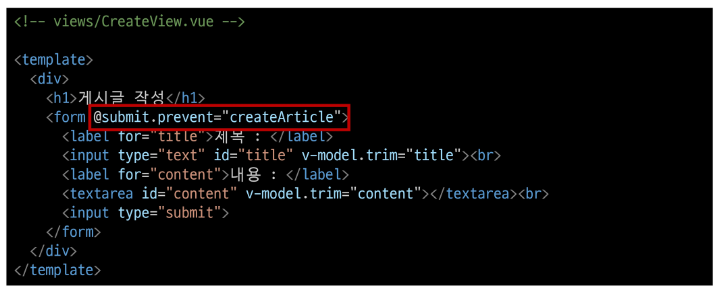 <!-- views/CreateView.vue -->
<template>
<div>
<h1>게시글 작성</h1>
<form @submit.prevent="createArticle">
<label for="title">제목 : </label>
<input type="text" id="title" v-model.trim="title"><br>
<label for="content">내용 : </label>
<textarea id="content" v-model.trim="content"></textarea><br>
<input type="submit">
</form>
</div>
</template>